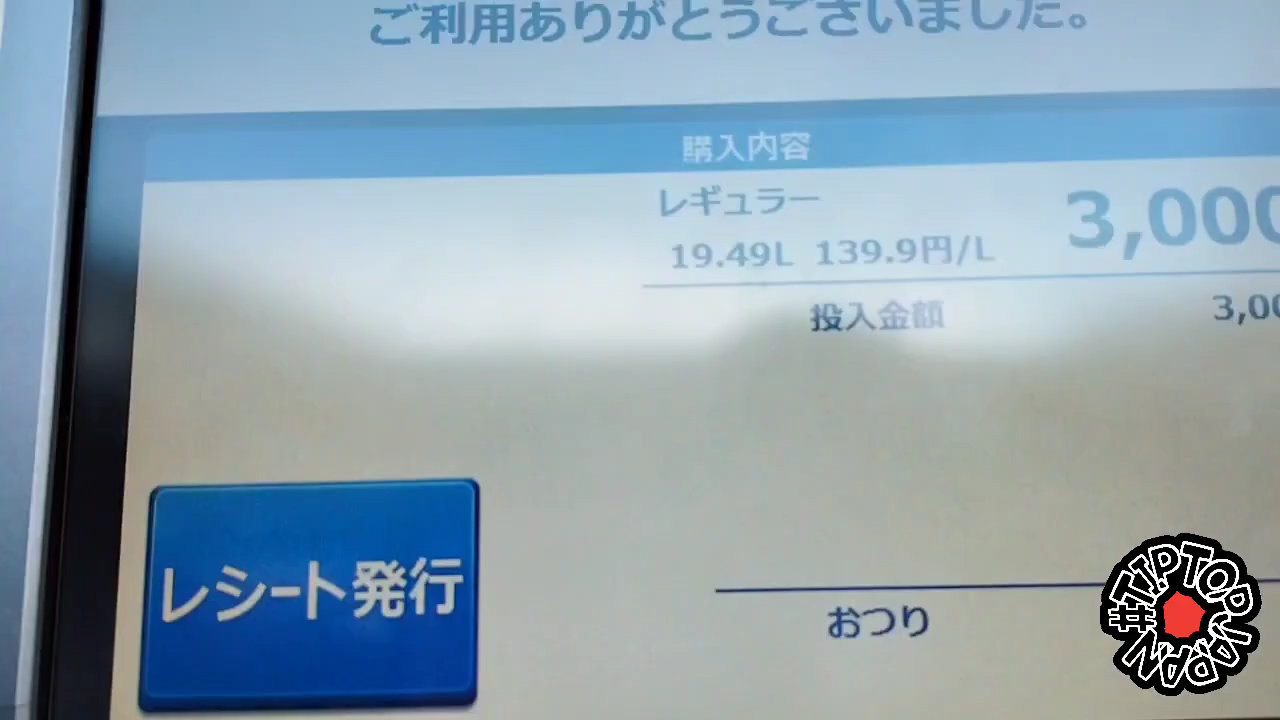 ご利用ありがとうございました。
購入内容
レギュラー
3,000
19.49L 139.9円/L
投入金額
3,00
レシート発行
おつり
#TIPTOPJAPAN